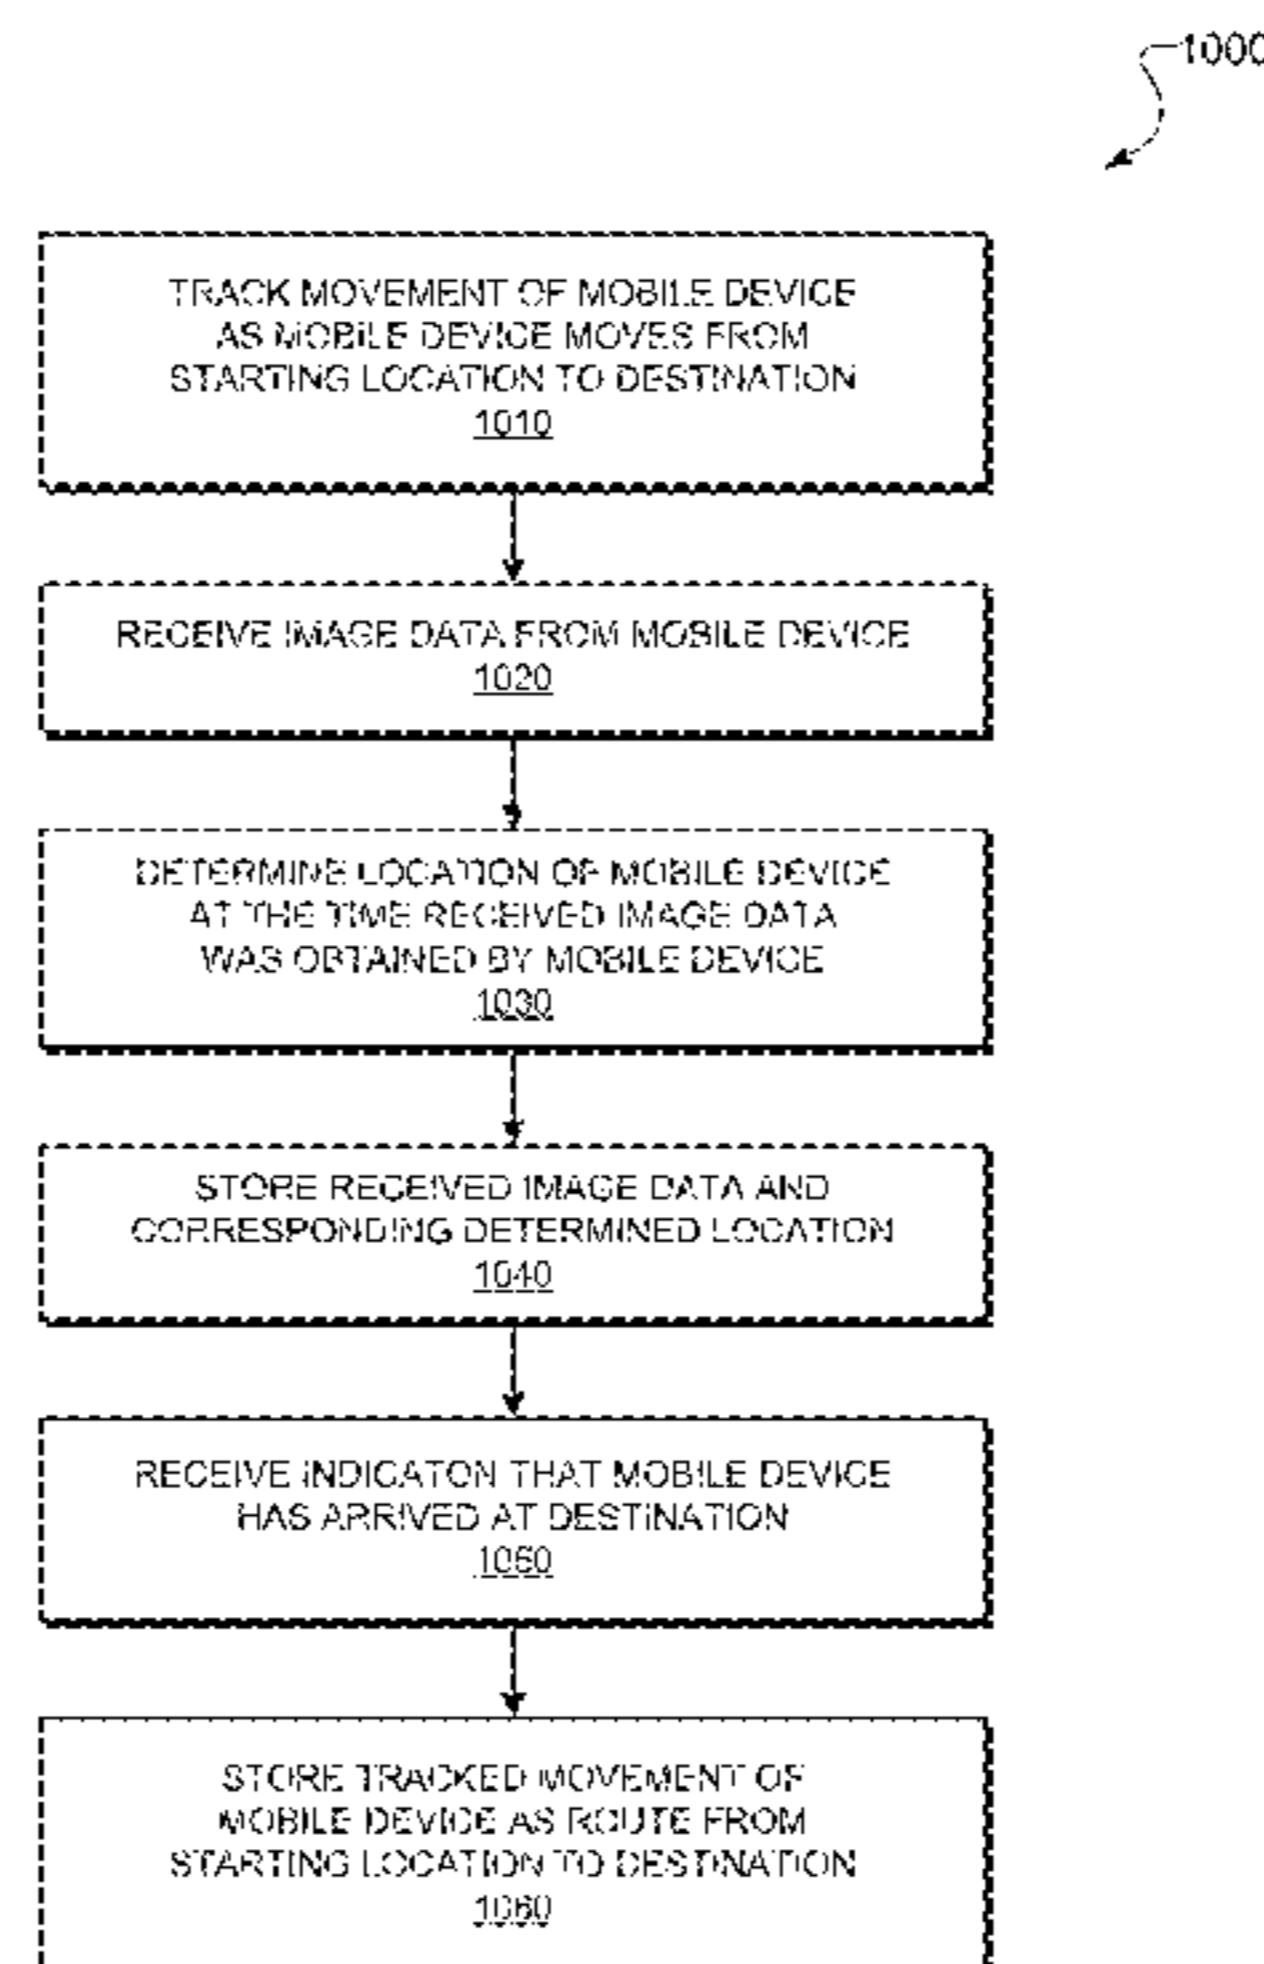 1000
TRACK MOVEMENT OF MOBILE DEVICE
AS MOBILE DEVICE MOVES FROM
STARTING LOCATION TO DESTINATION
1010
RECEIVE IMAGE DATA FROM MOBILE DEVICE
1020
DETERMINE LOCATION OF MOBILE DEVICE
AT THE TIME RECEIVED IMAGE DATA
WAS OBTAINED BY MOBILE DEVICE
1030
STORE RECEIVED IMAGE DATA AND
CORRESPONDING DETERMINED LOCATION
1040
RECEIVE INDICATON THAT MOBILE DEVICE
HAS ARRIVED AT DESTINATION
1050
STORE TRACKED MOVEMENT OF
MOBILE DEVICE AS ROUTE FROM
STARTING LOCATION TO DESTINATION
1060